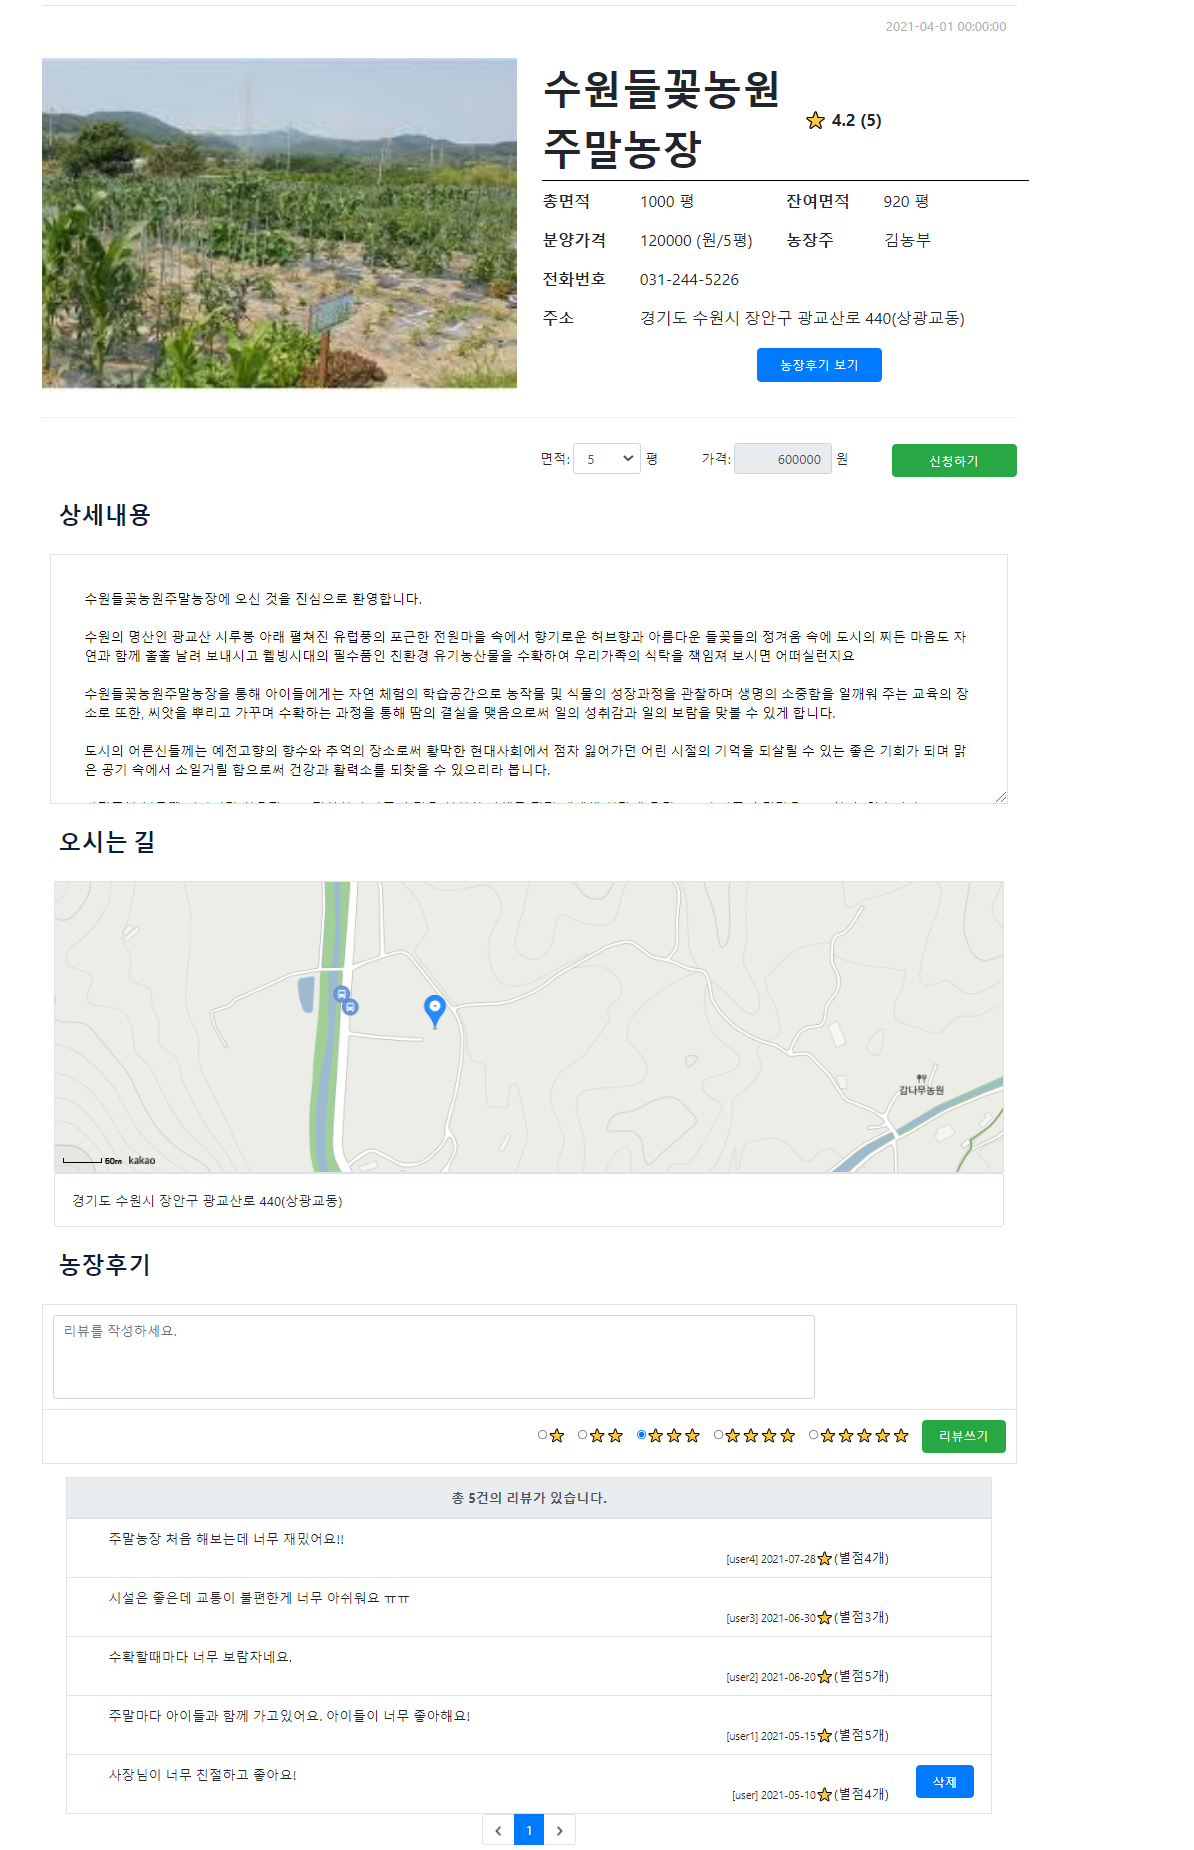 2021-04-01 00:00:00
수원들꽃농원
주말농장
4.2 (5)
총면적 1000 평 잔여면적 920 평
분양가격 120000 (원/5평) 농장주 김농부
전화번호 031-244-5226
주소 경기도 수원시 장안구 광교산로 440(상광교동)
농장후기 보기
면적: 5 평 가격: 600000 원 신청하기
상세내용
수원들꽃농원주말농장에 오신 것을 진심으로 환영합니다.
수원의 명산인 광교산 시루봉 아래 펼쳐진 유럽풍의 포근한 전원마을 속에서 향기로운 허브향과 아름다운 들꽃들의 정겨움 속에 도시의 찌든 마음도 자
연과 함께 훌훌 날려 보내시고 웰빙시대의 필수품인 친환경 유기농산물을 수확하여 우리가족의 식탁을 책임져 보시면 어떠실런지요
수원들꽃농원주말농장을 통해 아이들에게는 자연 체험의 학습공간으로 농작물 및 식물의 성장과정을 관찰하며 생명의 소중함을 일깨워 주는 교육의 장
소로 또한, 씨앗을 뿌리고 가꾸며 수확하는 과정을 통해 땀의 결실을 맺음으로써 일의 성취감과 일의 보람을 맞볼 수 있게 합니다.
도시의 어른신들께는 예전고향의 향수와 추억의 장소로써 황막한 현대사회에서 점차 잃어가던 어린 시절의 기억을 되살릴 수 있는 좋은 기회가 되며 맑
은 공기 속에서 소일거릴 함으로써 건강과 활력소를 되찾을 수 있으리라 봅니다.
오시는 길
감나무농원
60m kakao
경기도 수원시 장안구 광교산로 440(상광교동)
농장후기
리뷰를 작성하세요.
리뷰쓰기
총 5건의 리뷰가 있습니다.
주말농장 처음 해보는데 너무 재밌어요!!
[user4] 2021-07-28 (별점4개)
시설은 좋은데 교통이 불편한게 너무 아쉬워요 ㅠㅠ
[user3] 2021-06-30 (별점3개)
수확할때마다 너무 보람차네요.
[user2] 2021-06-20 (별점5개)
주말마다 아이들과 함께 가고있어요. 아이들이 너무 좋아해요!
[user1] 2021-05-15 (별점5개)
사장님이 너무 친절하고 좋아요!
삭제
[user] 2021-05-10 (별점4개)
‹ 1 ›